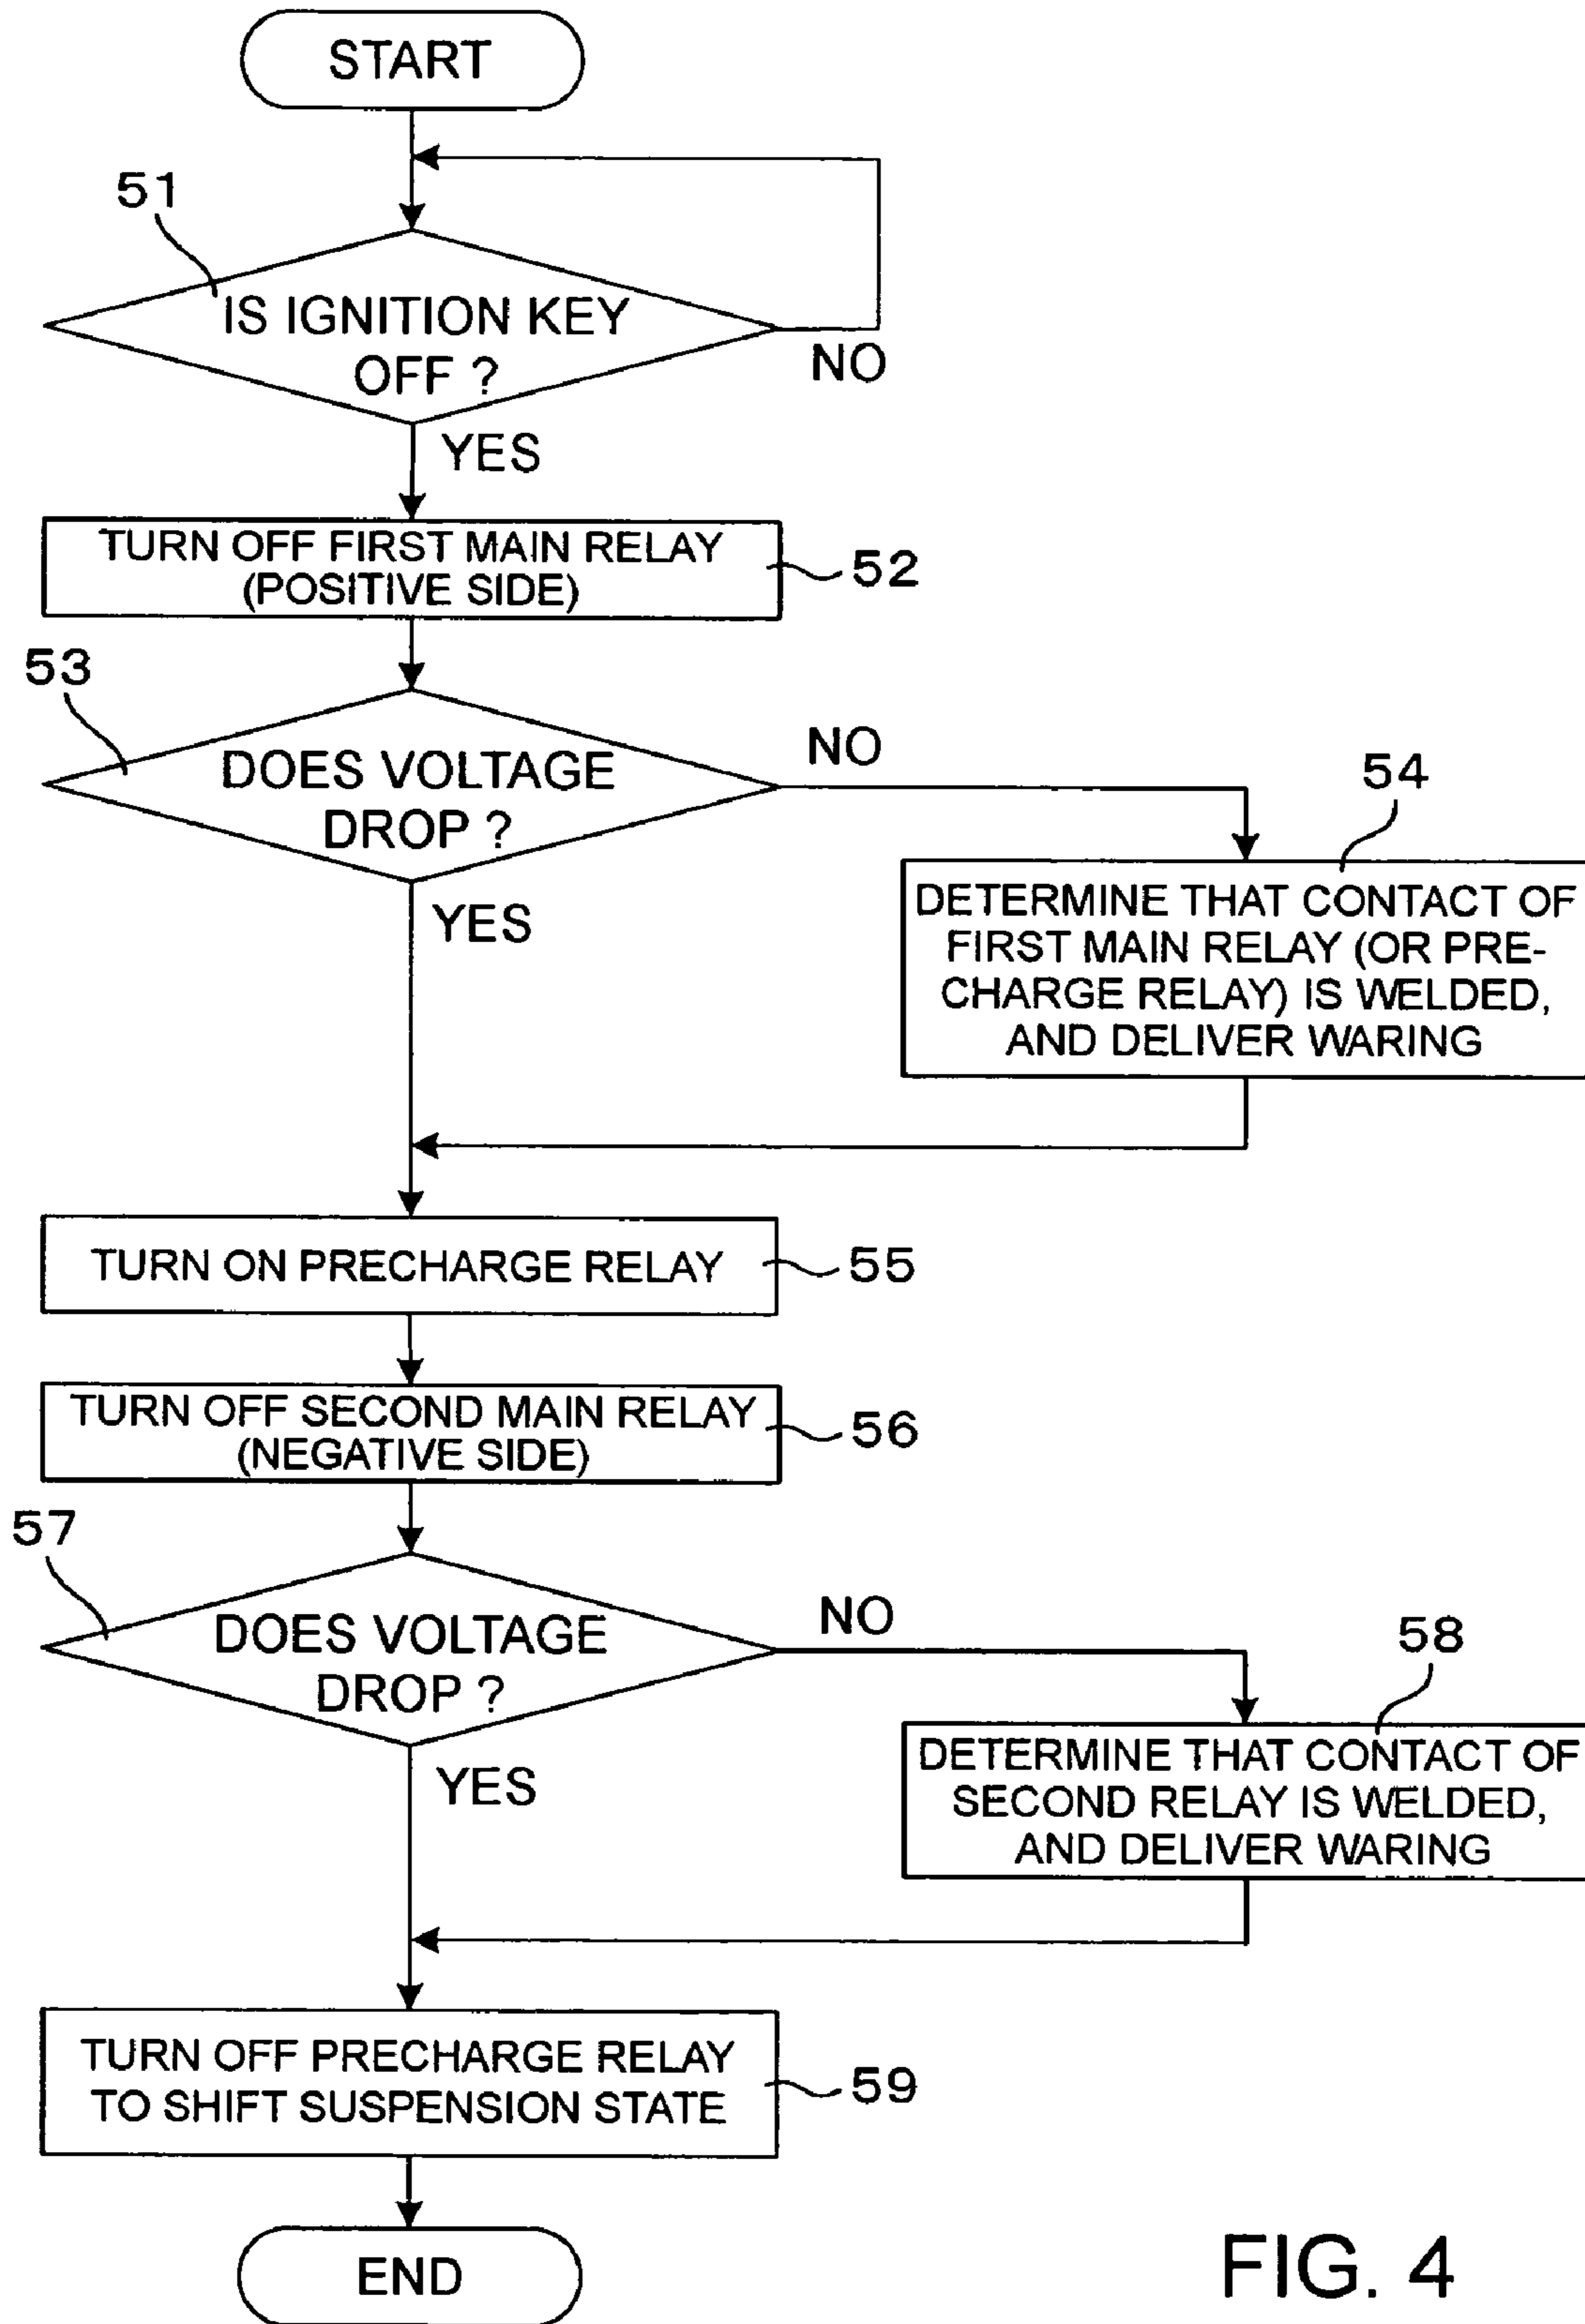 START
51
IS IGNITION KEY
OFF ?
NO
YES
TURN OFF FIRST MAIN RELAY
(POSITIVE SIDE)
52
53
DOES VOLTAGE
DROP ?
NO
YES
54
DETERMINE THAT CONTACT OF
FIRST MAIN RELAY (OR PRE-
CHARGE RELAY) IS WELDED,
AND DELIVER WARING
TURN ON PRECHARGE RELAY
55
TURN OFF SECOND MAIN RELAY
(NEGATIVE SIDE)
56
57
DOES VOLTAGE
DROP ?
NO
YES
58
DETERMINE THAT CONTACT OF
SECOND RELAY IS WELDED,
AND DELIVER WARING
TURN OFF PRECHARGE RELAY
TO SHIFT SUSPENSION STATE
59
END
FIG. 4